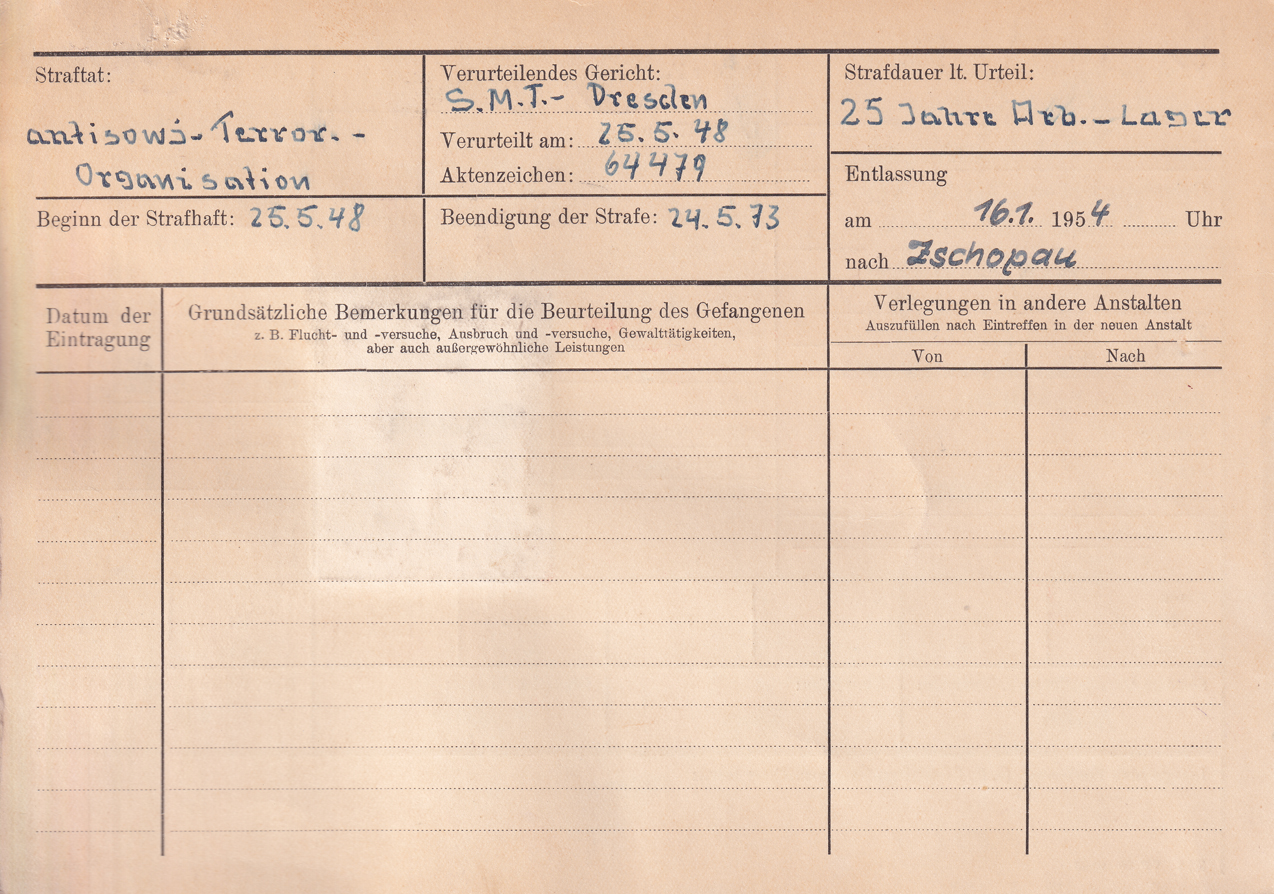 Straftat:
antisowj-Terror.-
Organisation
Verurteilendes Gericht:
S.M.T.- Dresden
Verurteilt am: 25.5.48
Aktenzeichen: 64479
Strafdauer lt. Urteil:
25 Jahre Arb.-Lager
Beginn der Strafhaft: 25.5.48
Beendigung der Strafe: 24.5.73
Entlassung
am 16.1. 1954 Uhr
nach Zschopau
Datum der
Eintragung
Grundsätzliche Bemerkungen für die Beurteilung des Gefangenen
z. B. Flucht- und -versuche, Ausbruch und -versuche, Gewalttätigkeiten,
aber auch außergewöhnliche Leistungen
Verlegungen in andere Anstalten
Auszufüllen nach Eintreffen in der neuen Anstalt
Von Nach